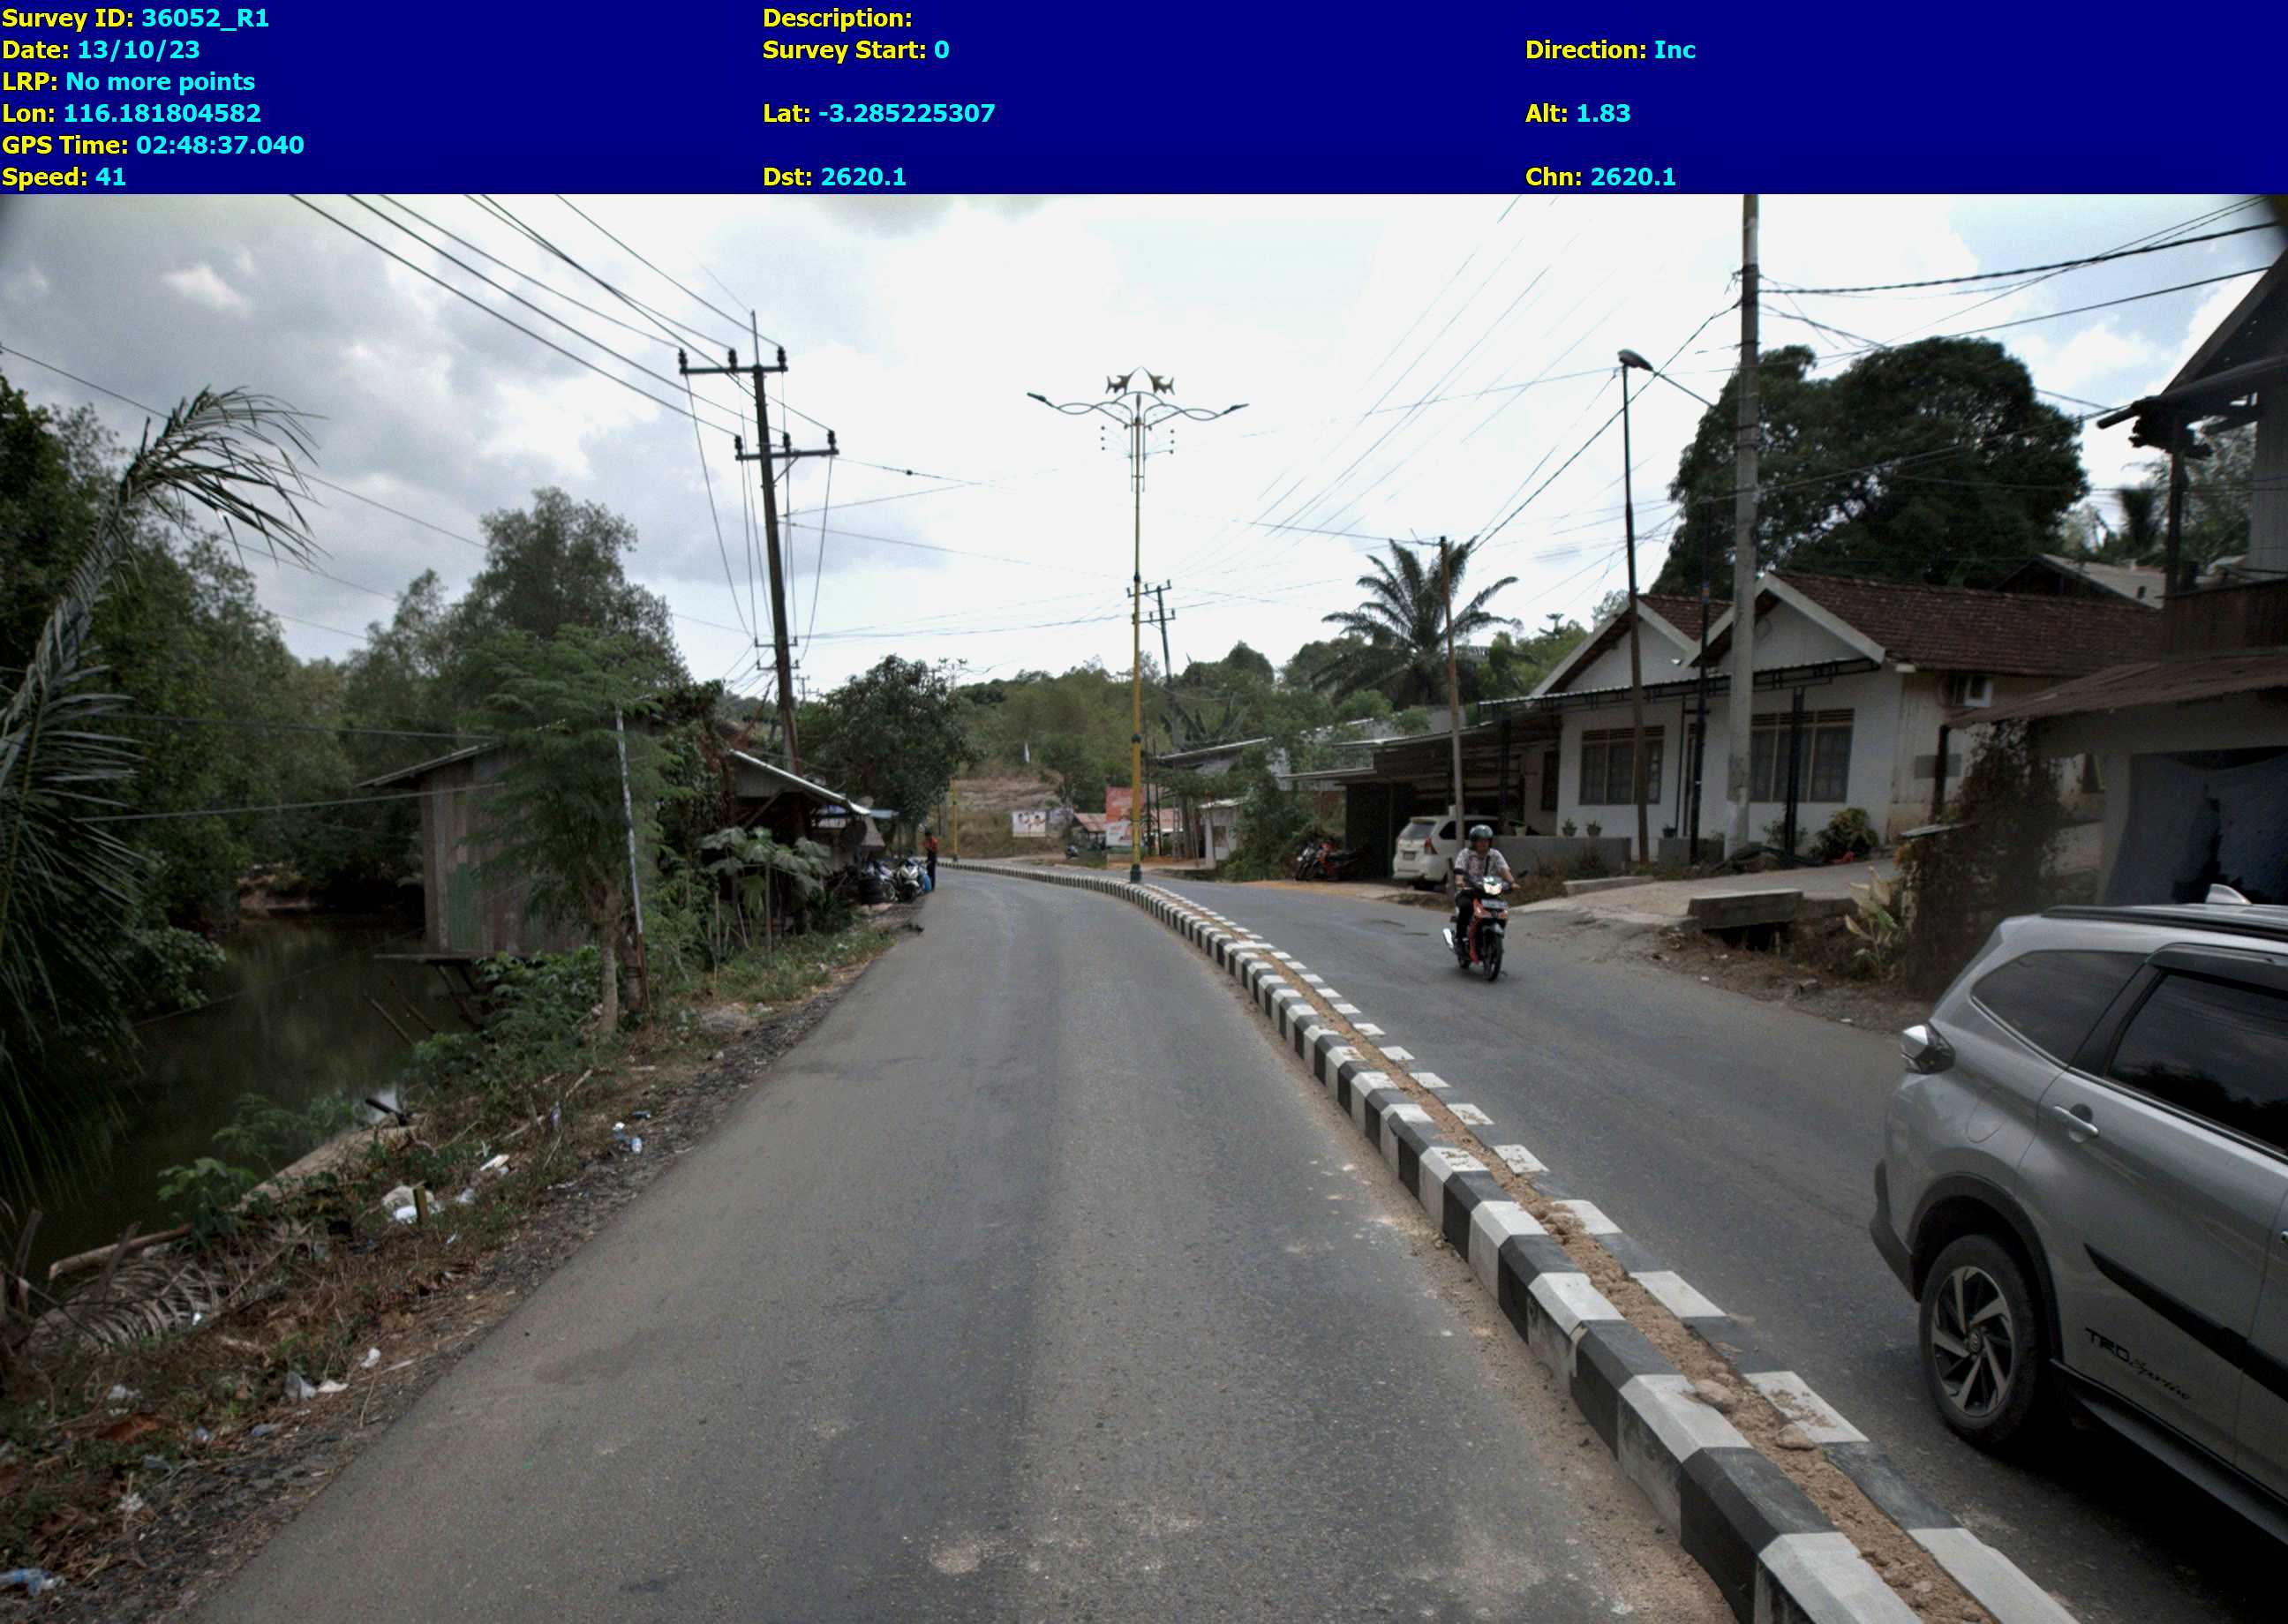 Survey ID: 36052_R1
Description:
Date: 13/10/23
Survey Start: 0
Direction: Inc
LRP: No more points
Lon: 116.181804582
Lat: -3.285225307
Alt: 1.83
GPS Time: 02:48:37.040
Speed: 41
Dst: 2620.1
Chn: 2620.1
TRD Sportivo